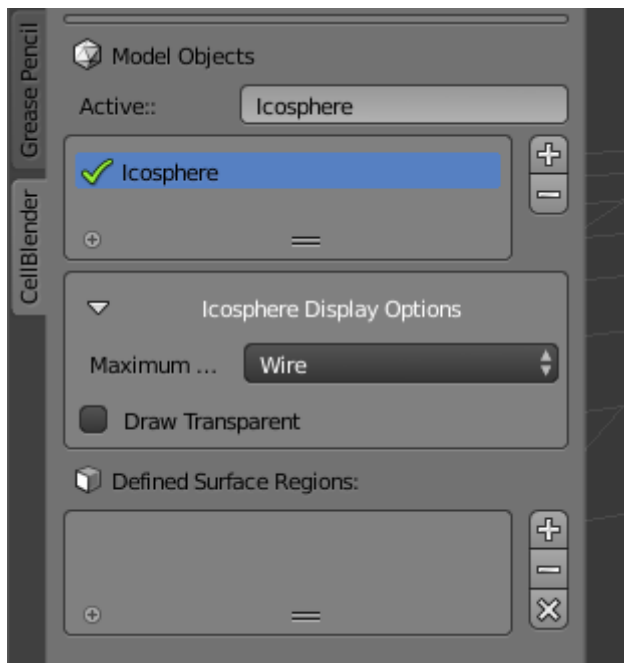 Grease Pencil
CellBlender
Model Objects
Active::
Icosphere
Icosphere
Icosphere Display Options
Maximum ...
Wire
Draw Transparent
Defined Surface Regions: